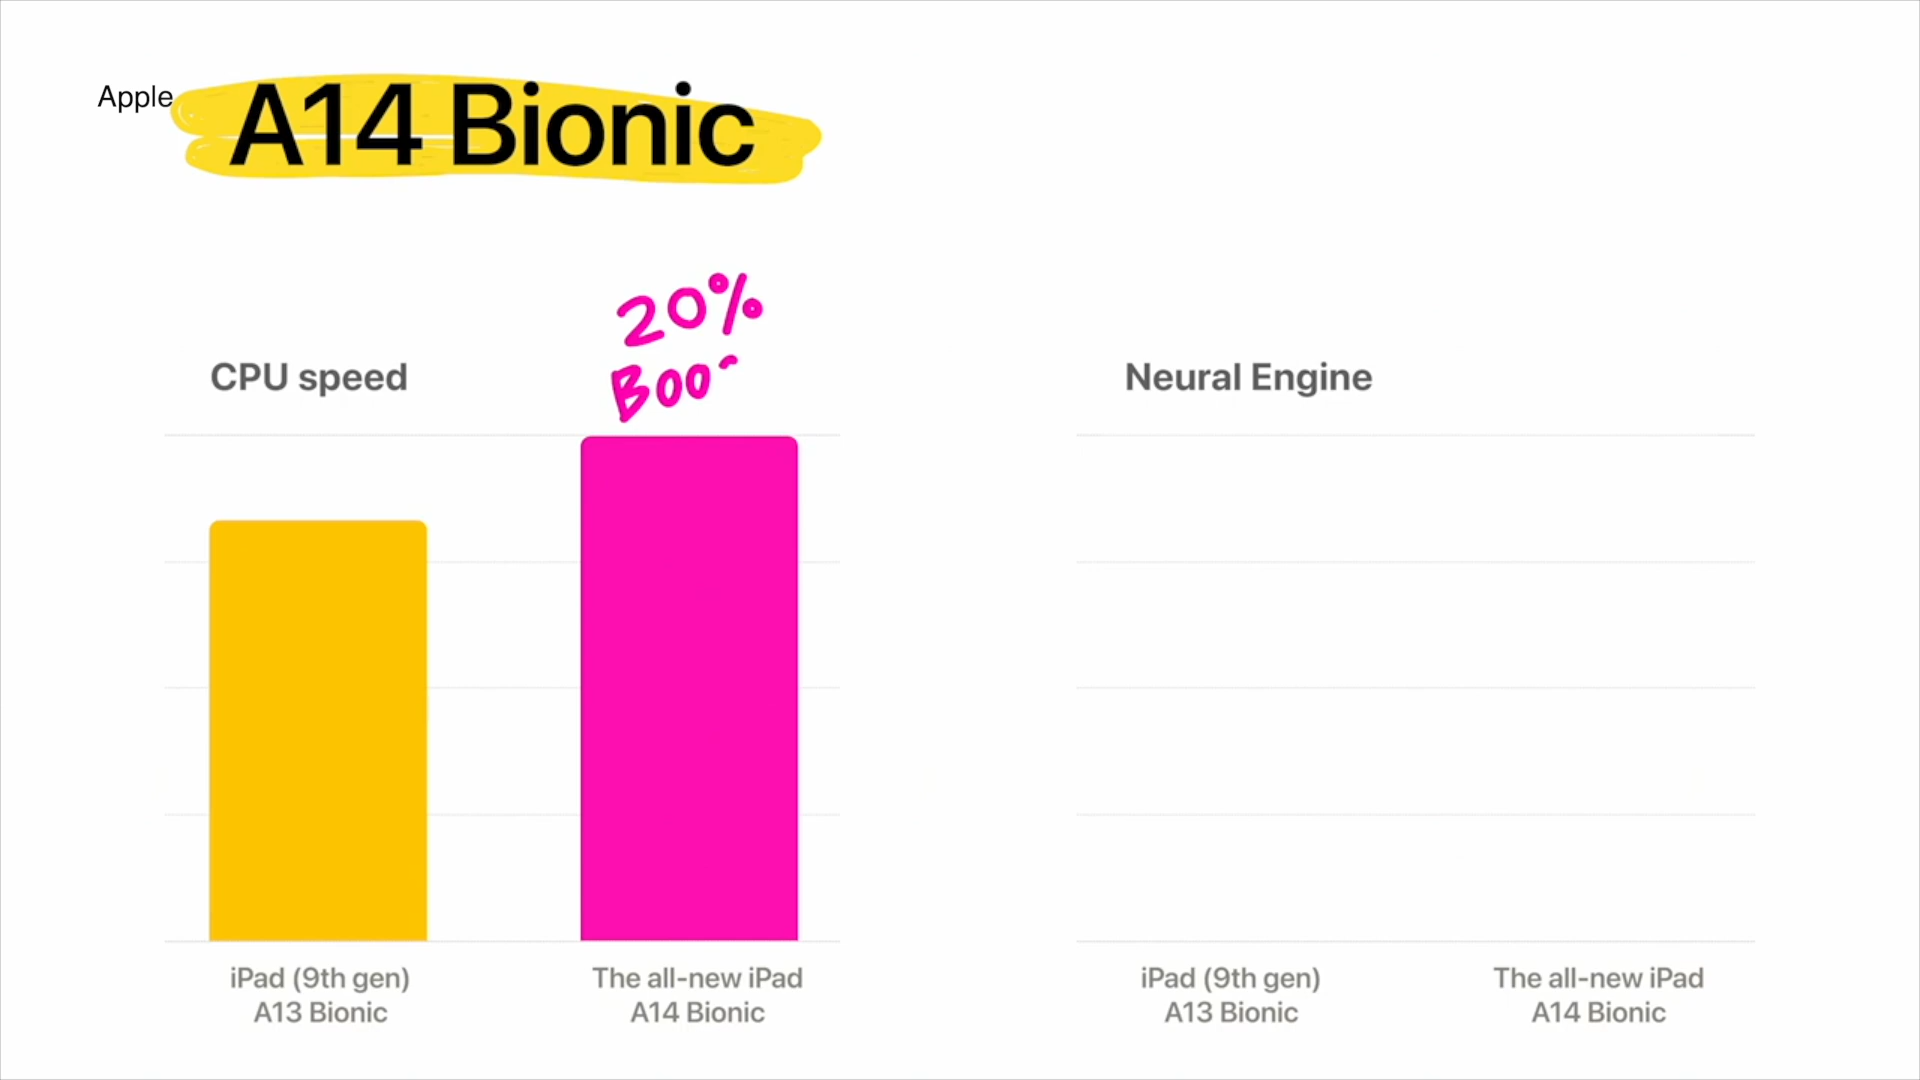 Apple
A14 Bionic
20%
CPU speed
Neural Engine
iPad (9th gen)
A13 Bionic
The all-new iPad
A14 Bionic
iPad (9th gen)
A13 Bionic
The all-new iPad
A14 Bionic